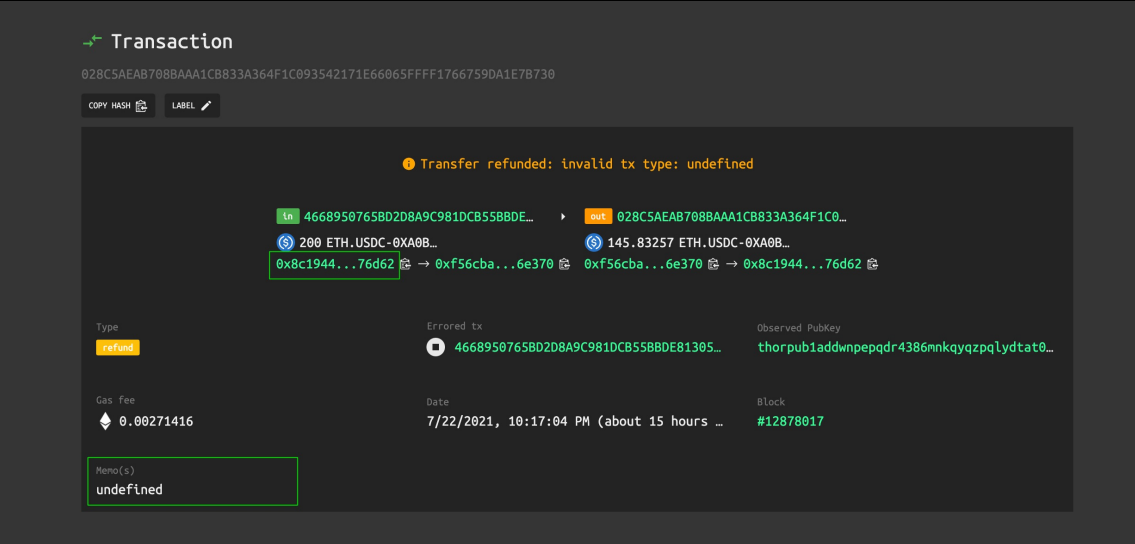 Transaction
028C5AEAB708BAAA1CB833A364F1C093542171E66065FFFF1766759DA1E7B730
COPY HASH LABEL
Transfer refunded: invalid tx type: undefined
in 4668950765BD2D8A9C981DCB55BBDE… out 028C5AEAB708BAAA1CB833A364F1C0…
200 ETH.USDC-0XA0B… 145.83257 ETH.USDC-0XA0B…
0x8c1944...76d62 → 0xf56cba...6e370 0xf56cba...6e370 → 0x8c1944...76d62
Type Errored tx Observed PubKey
refund 4668950765BD2D8A9C981DCB55BBDE81305… thorpub1addwnpepqdr4386mnkqyqzpqlydtat0…
Gas fee Date Block
0.00271416 7/22/2021, 10:17:04 PM (about 15 hours … #12878017
Memo(s)
undefined